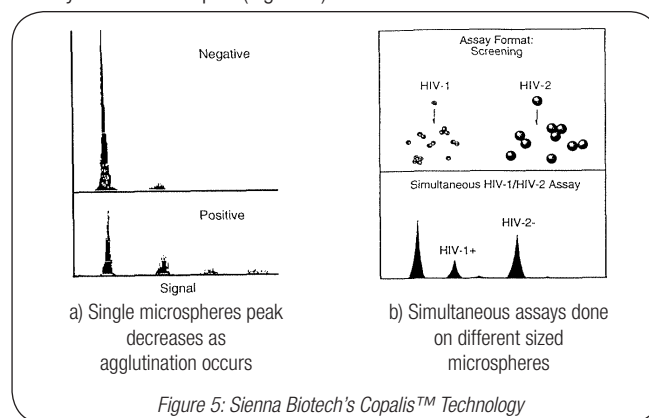 Negative
Positive
Signal
a) Single microspheres peak
decreases as
agglutination occurs
Assay Format:
Screening
HIV-1
HIV-2
Simultaneous HIV-1/HIV-2 Assay
HIV-1+
HIV-2-
b) Simultaneous assays done
on different sized
microspheres
Figure 5: Sienna Biotech's Copalis™ Technology